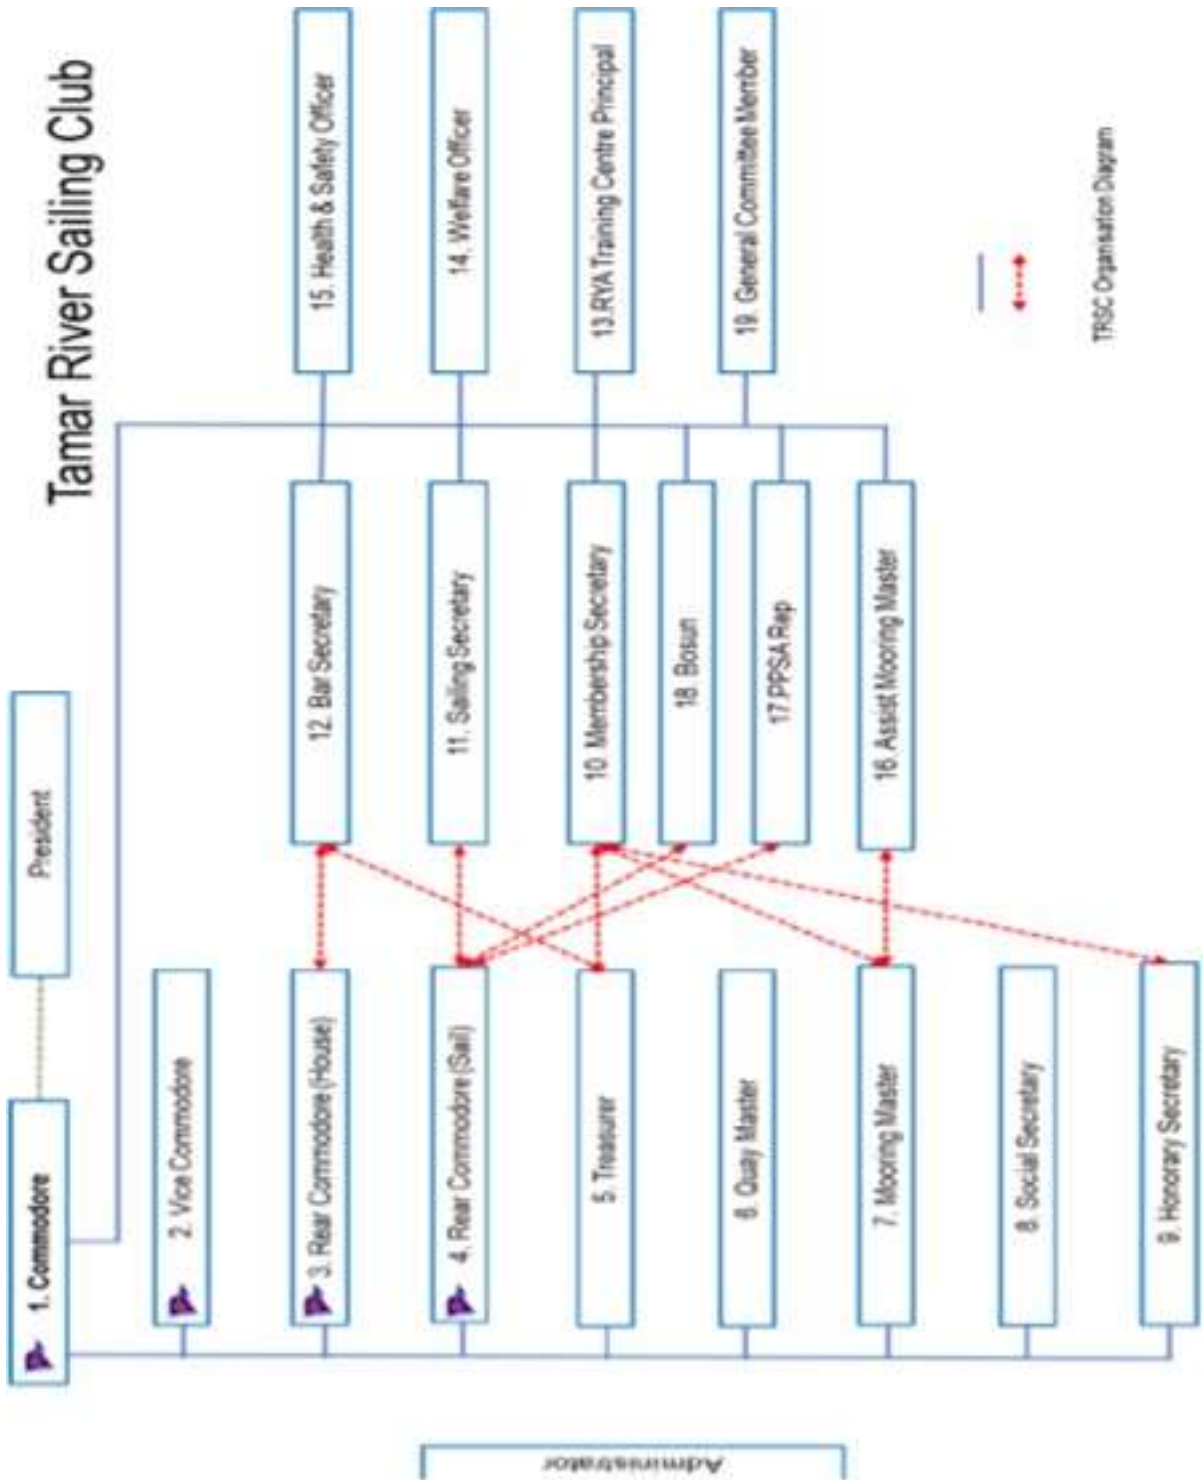 Tamar River Sailing Club
1. Commodore
President
2. Vice Commodore
3. Rear Commodore (House)
12. Bar Secretary
15. Health & Safety Officer
4. Rear Commodore (Sail)
11. Sailing Secretary
14. Welfare Officer
5. Treasurer
10. Membership Secretary
13.RYA Training Centre Principal
18. Bosun
6. Quay Master
17.PPSA Rep
19. General Committee Member
7. Mooring Master
16. Assist Mooring Master
8. Social Secretary
9. Honorary Secretary
Administrator
TRSC Organisation Diagram